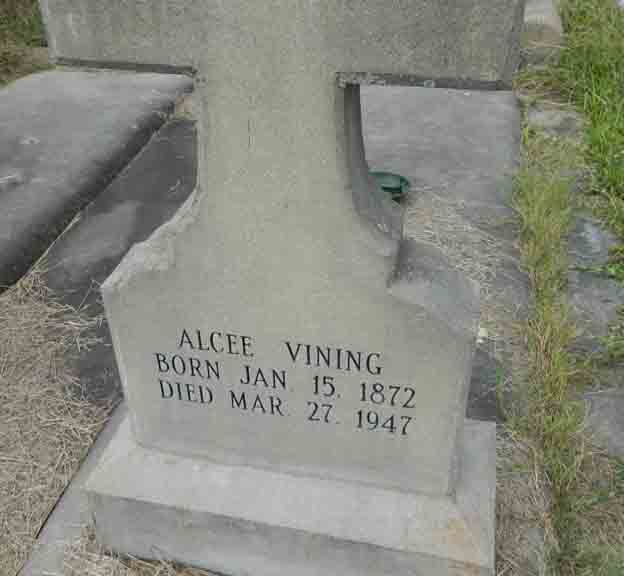 ALCEE VINING
BORN JAN. 15, 1872
DIED MAR. 27, 1947